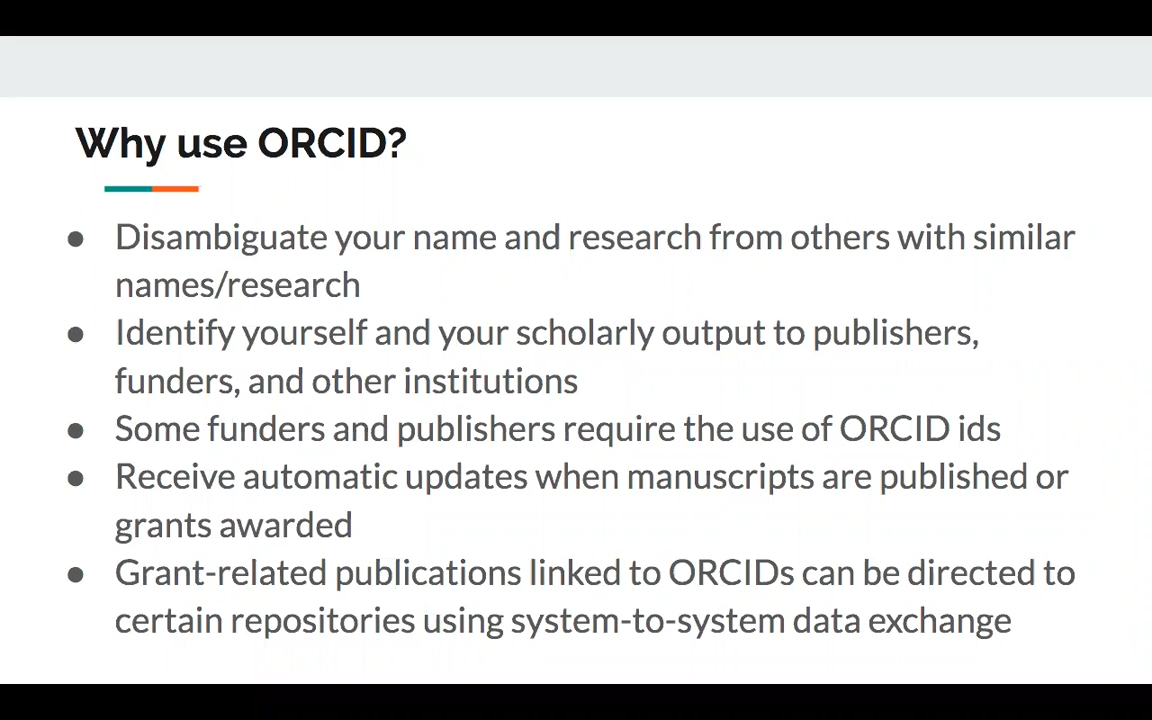 Why use ORCID?
● Disambiguate your name and research from others with similar
names/research
● Identify yourself and your scholarly output to publishers,
funders, and other institutions
● Some funders and publishers require the use of ORCID ids
● Receive automatic updates when manuscripts are published or
grants awarded
● Grant-related publications linked to ORCIDs can be directed to
certain repositories using system-to-system data exchange